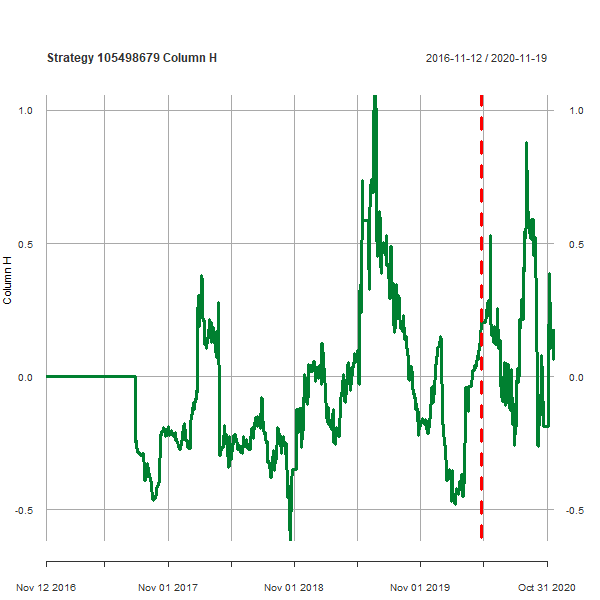 Strategy 105498679 Column H
2016-11-12 / 2020-11-19
1.0
1.0
0.5
0.5
0.0
0.0
-0.5
-0.5
Column H
Nov 12 2016
Nov 01 2017
Nov 01 2018
Nov 01 2019
Oct 31 2020